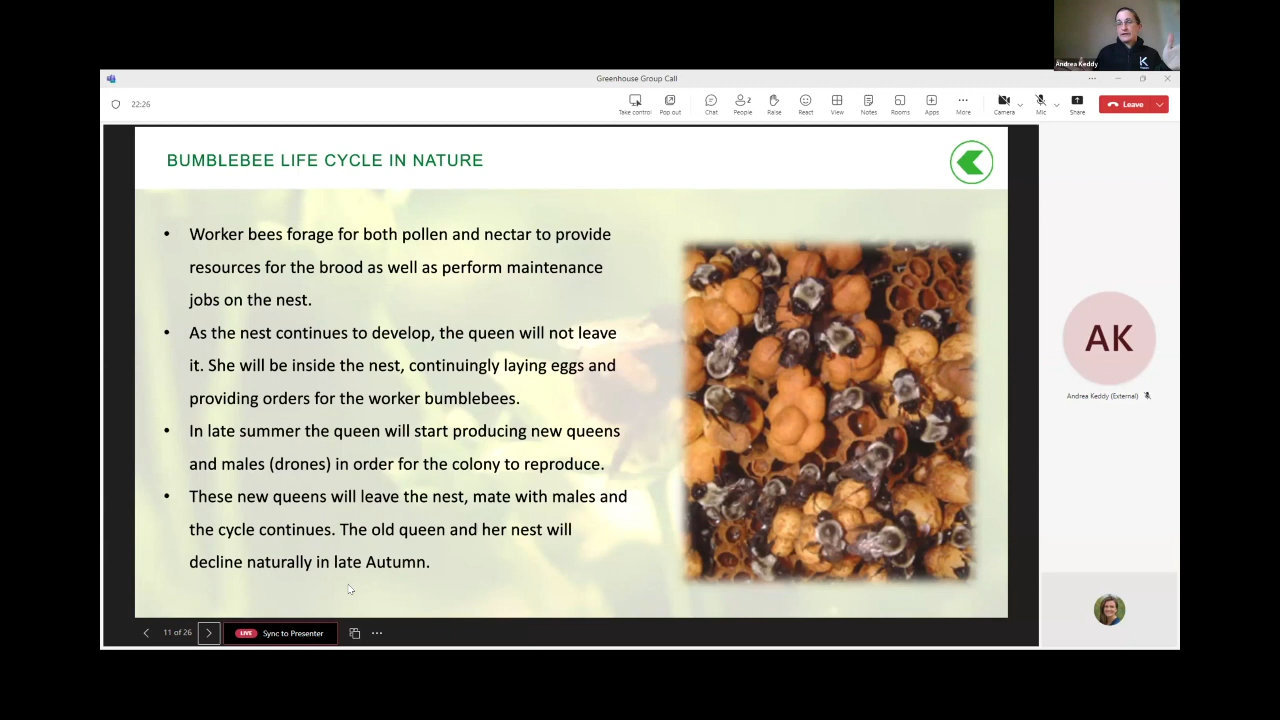 Andrea Keddy
K
Greenhouse Group Call
22:26
Take control
Pop out
Chat
People
2
Raise
React
View
Notes
Rooms
Apps
More
Camera
Mic
Share
Leave
BUMBLEBEE LIFE CYCLE IN NATURE
• Worker bees forage for both pollen and nectar to provide
resources for the brood as well as perform maintenance
jobs on the nest.
• As the nest continues to develop, the queen will not leave
it. She will be inside the nest, continuingly laying eggs and
providing orders for the worker bumblebees.
• In late summer the queen will start producing new queens
and males (drones) in order for the colony to reproduce.
• These new queens will leave the nest, mate with males and
the cycle continues. The old queen and her nest will
decline naturally in late Autumn.
AK
Andrea Keddy (External)
11 of 26
LIVE Sync to Presenter